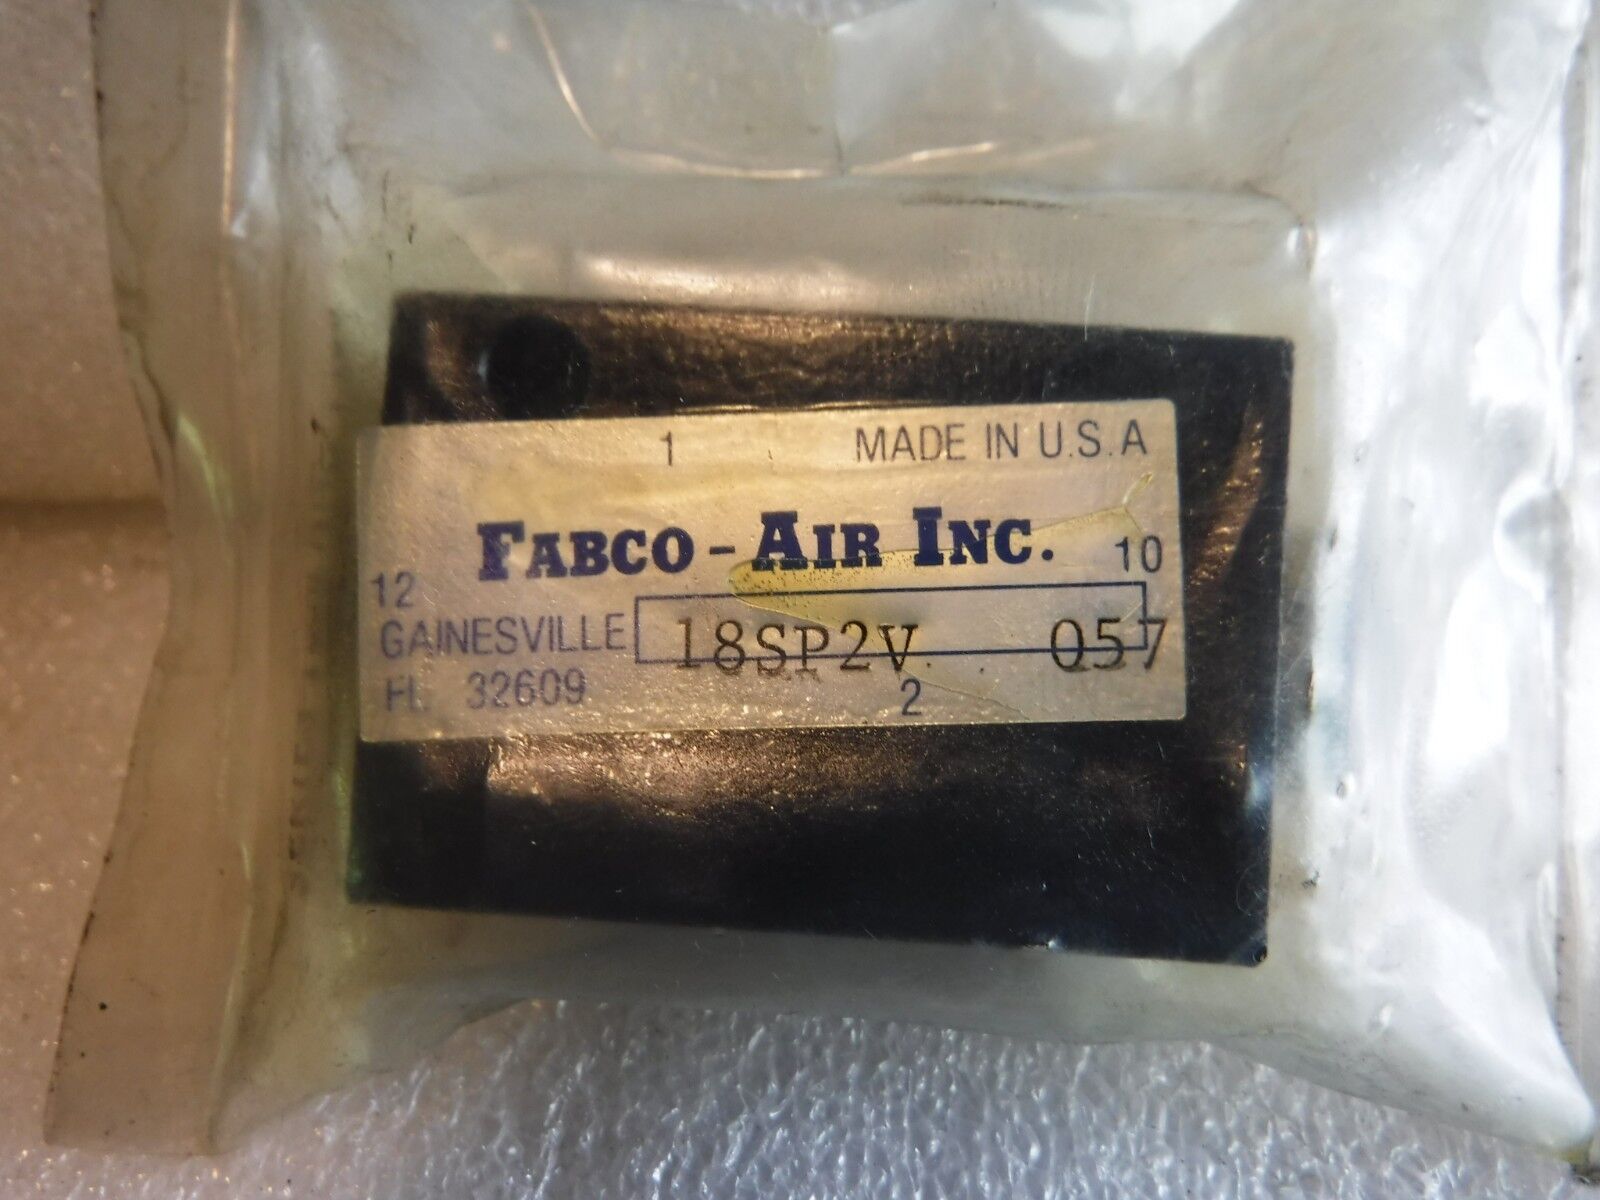 1 MADE IN U.S.A
FABCO-AIR INC.
12 10
GAINESVILLE 18SP2V 057
FL 32609 2